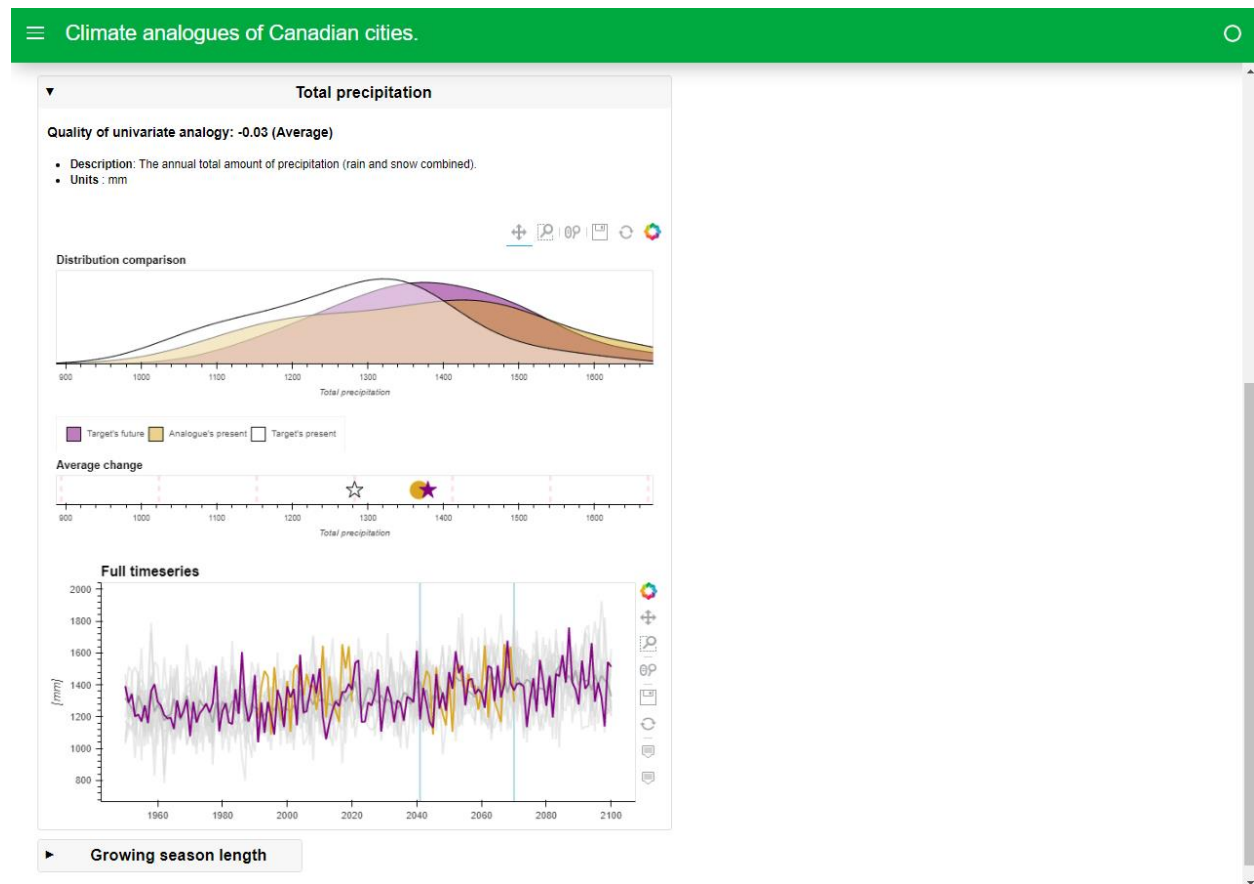 Climate analogues of Canadian cities.
Total precipitation
Quality of univariate analogy: -0.03 (Average)
Description: The annual total amount of precipitation (rain and snow combined).
Units : mm
Distribution comparison
900 1000 1100 1200 1300 1400 1500 1600
Total precipitation
Target's future Analogue's present Target's present
Average change
900 1000 1100 1200 1300 1400 1500 1600
Total precipitation
Full timeseries
2000
1800
1600
1400
1200
1000
800
[mm]
1960 1980 2000 2020 2040 2060 2080 2100
Growing season length